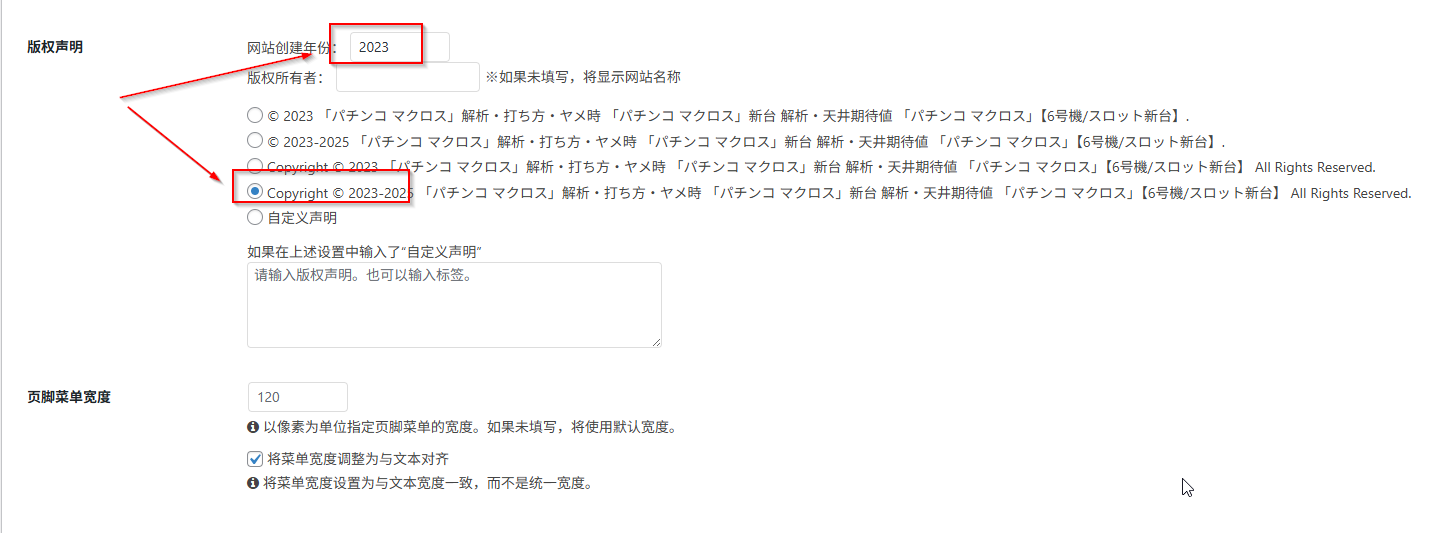 版权声明
网站创建年份： 2023
版权所有者： ※如果未填写，将显示网站名称
© 2023 「パチンコ マクロス」解析・打ち方・ヤメ時 「パチンコ マクロス」新台 解析・天井期待値 「パチンコ マクロス」【6号機/スロット新台】.
© 2023-2025 「パチンコ マクロス」解析・打ち方・ヤメ時 「パチンコ マクロス」新台 解析・天井期待値 「パチンコ マクロス」【6号機/スロット新台】.
Copyright © 2023 「パチンコ マクロス」解析・打ち方・ヤメ時 「パチンコ マクロス」新台 解析・天井期待値 「パチンコ マクロス」【6号機/スロット新台】 All Rights Reserved.
Copyright © 2023-2025 「パチンコ マクロス」解析・打ち方・ヤメ時 「パチンコ マクロス」新台 解析・天井期待値 「パチンコ マクロス」【6号機/スロット新台】 All Rights Reserved.
自定义声明
如果在上述设置中输入了“自定义声明”
请输入版权声明。也可以输入标签。
页脚菜单宽度
120
以像素为单位指定页脚菜单的宽度。如果未填写，将使用默认宽度。
将菜单宽度调整为与文本对齐
将菜单宽度设置为与文本宽度一致，而不是统一宽度。